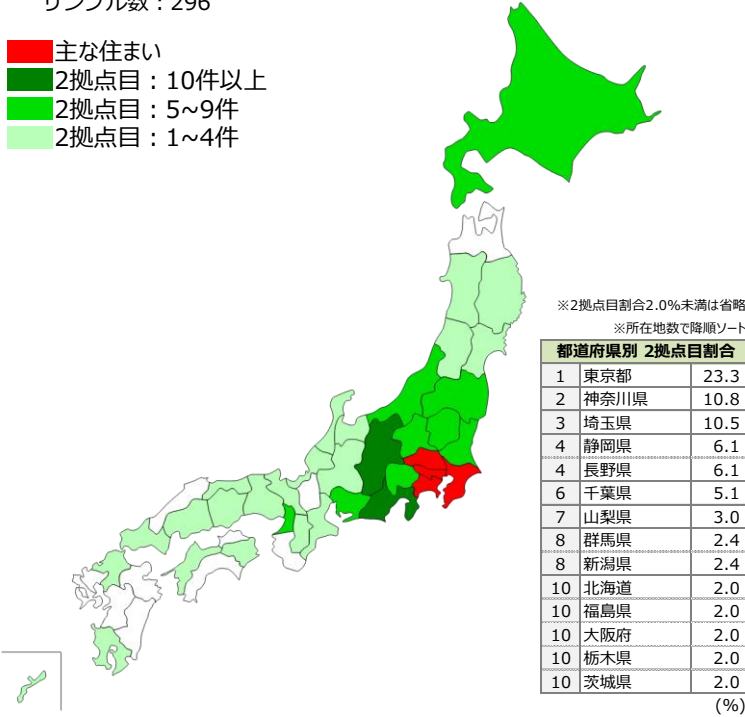 サンプル数：296
主な住まい
2拠点目：10件以上
2拠点目：5~9件
2拠点目：1~4件
※2拠点目割合2.0%未満は省略
※所在地数で降順ソート
都道府県別 2拠点目割合
1 東京都 23.3
2 神奈川県 10.8
3 埼玉県 10.5
4 静岡県 6.1
4 長野県 6.1
6 千葉県 5.1
7 山梨県 3.0
8 群馬県 2.4
8 新潟県 2.4
10 北海道 2.0
10 福島県 2.0
10 大阪府 2.0
10 栃木県 2.0
10 茨城県 2.0
(%)